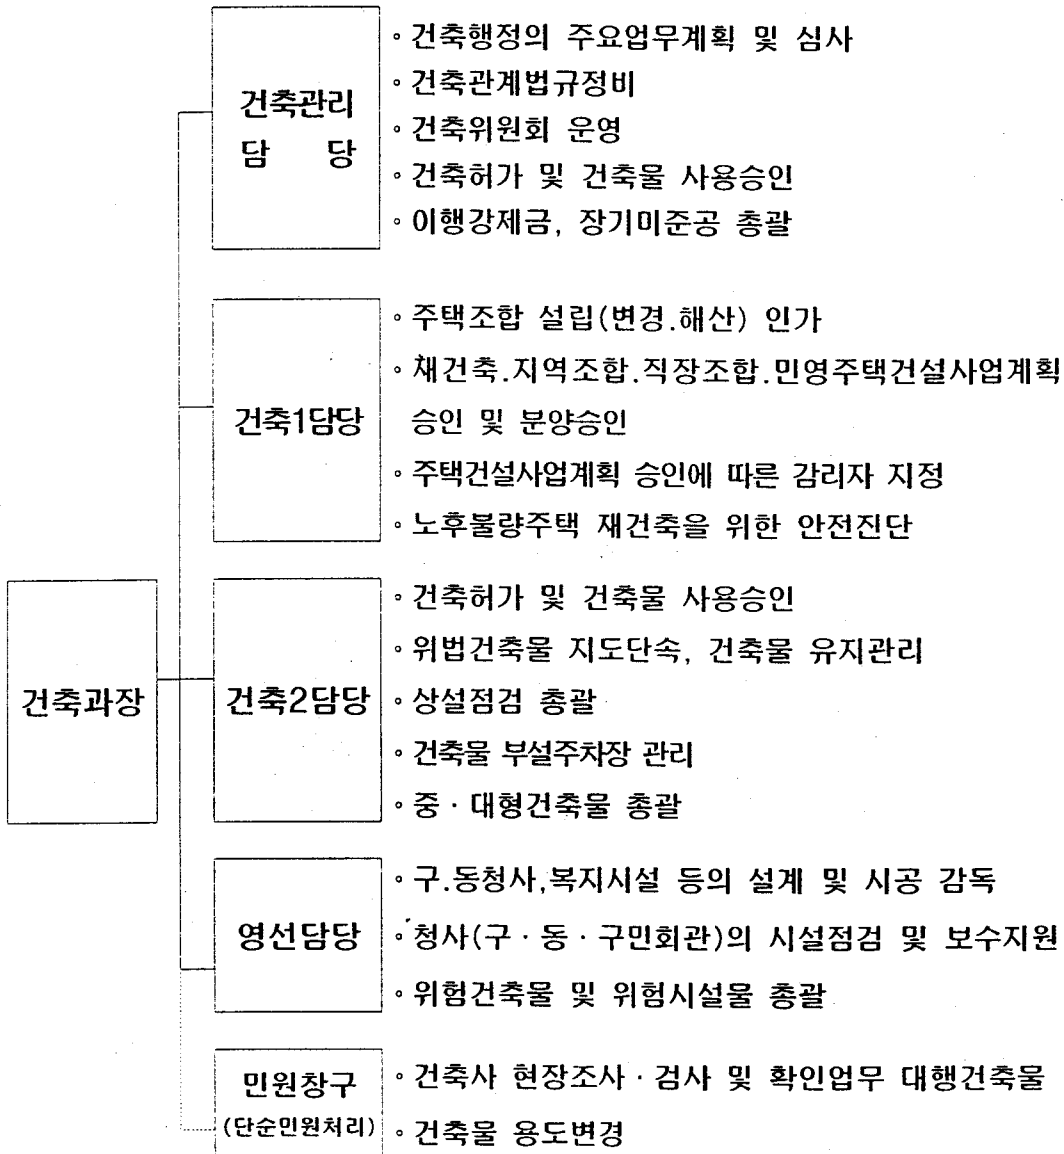 건축과장
건축관리
담 당
◦ 건축행정의 주요업무계획 및 심사
◦ 건축관계법규정비
◦ 건축위원회 운영
◦ 건축허가 및 건축물 사용승인
◦ 이행강제금, 장기미준공 총괄
건축1담당
◦ 주택조합 설립(변경.해산) 인가
◦ 재건축.지역조합.직장조합.민영주택건설사업계획
승인 및 분양승인
◦ 주택건설사업계획 승인에 따른 감리자 지정
◦ 노후불량주택 재건축을 위한 안전진단
건축2담당
◦ 건축허가 및 건축물 사용승인
◦ 위법건축물 지도단속, 건축물 유지관리
◦ 상설점검 총괄
◦ 건축물 부설주차장 관리
◦ 중 · 대형건축물 총괄
영선담당
◦ 구.동청사,복지시설 등의 설계 및 시공 감독
◦ 청사(구 · 동 · 구민회관)의 시설점검 및 보수지원
◦ 위험건축물 및 위험시설물 총괄
민원창구
(단순민원처리)
◦ 건축사 현장조사 · 검사 및 확인업무 대행건축물
◦ 건축물 용도변경